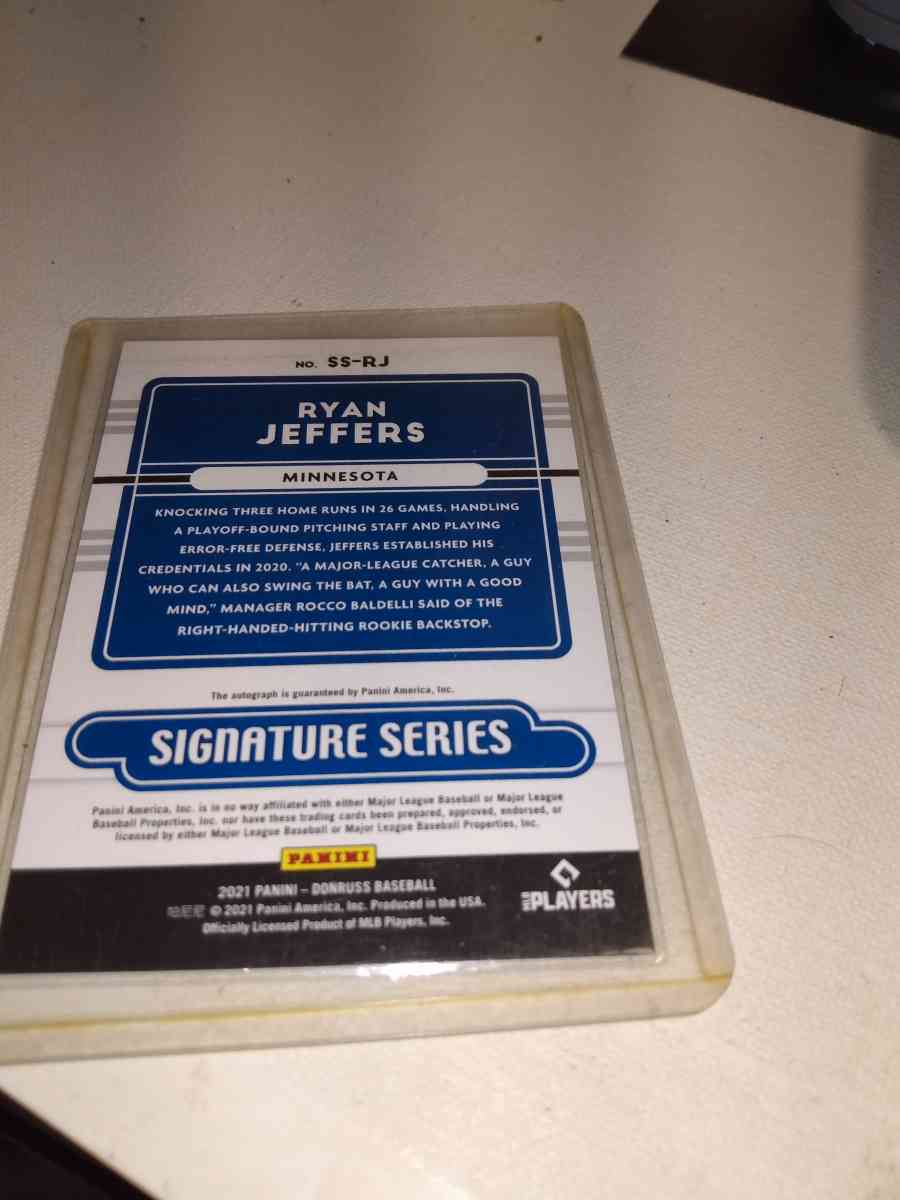 NO. SS-RJ
RYAN
JEFFERS
MINNESOTA
KNOCKING THREE HOME RUNS IN 26 GAMES, HANDLING
A PLAYOFF-BOUND PITCHING STAFF AND PLAYING
ERROR-FREE DEFENSE, JEFFERS ESTABLISHED HIS
CREDENTIALS IN 2020. "A MAJOR-LEAGUE CATCHER, A GUY
WHO CAN ALSO SWING THE BAT, A GUY WITH A GOOD
MIND," MANAGER ROCCO BALDELLI SAID OF THE
RIGHT-HANDED-HITTING ROOKIE BACKSTOP.
The autograph is guaranteed by Panini America, Inc.
SIGNATURE SERIES
Panini America, Inc. is in no way affiliated with either Major League Baseball or Major League
Baseball Properties, Inc. nor have these trading cards been prepared, approved, endorsed, or
licensed by either Major League Baseball or Major League Baseball Properties, Inc.
PANINI
2021 PANINI – DONRUSS BASEBALL
© 2021 Panini America, Inc. Produced in the USA.
Officially Licensed Product of MLB Players, Inc.
MLB PLAYERS